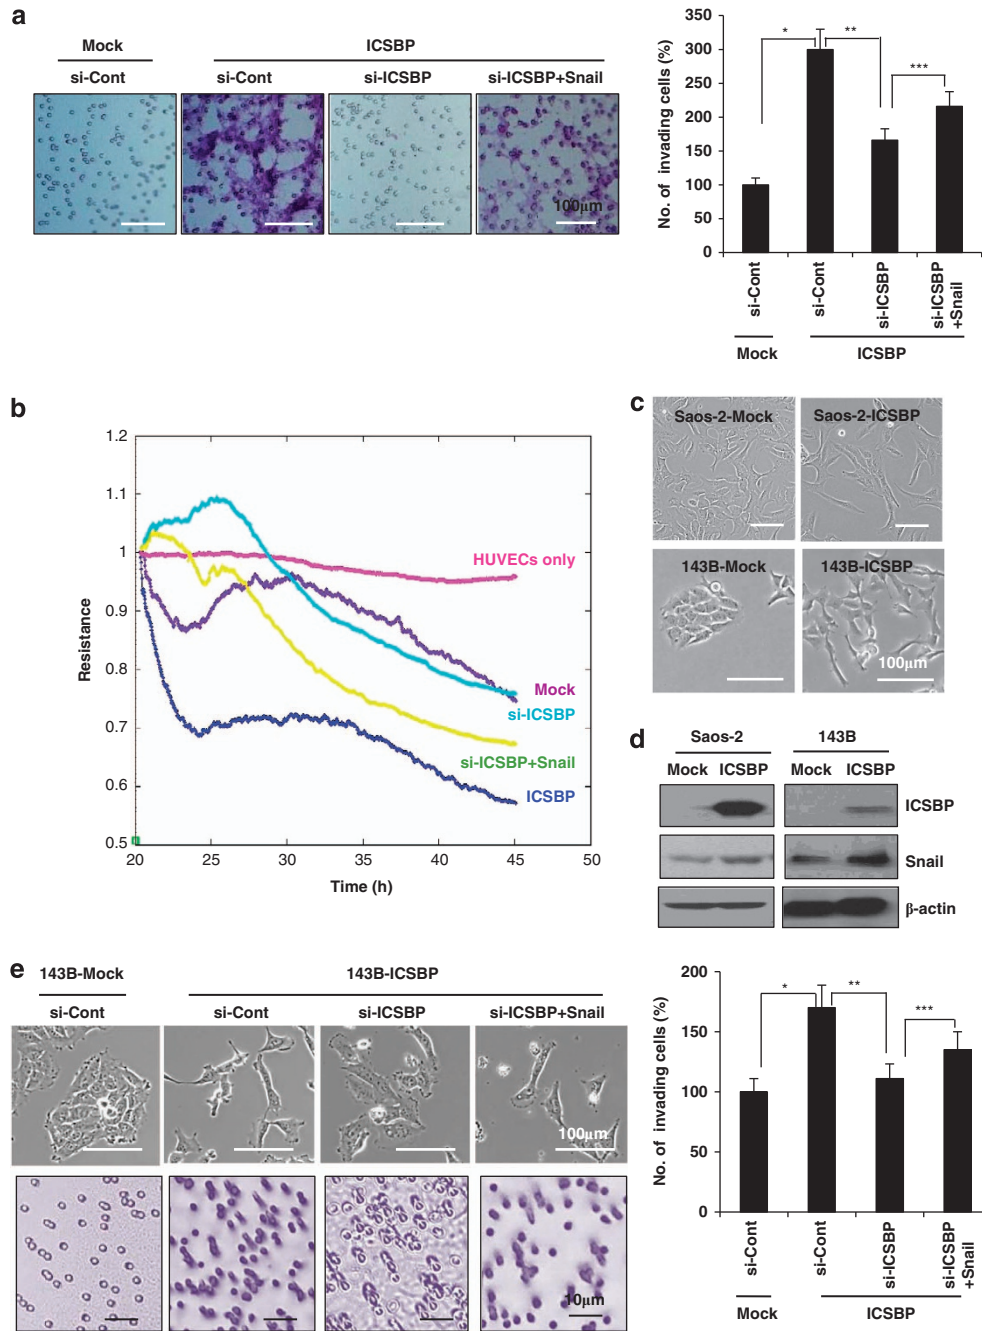 a
Mock
ICSBP
si-Cont
si-Cont
si-ICSBP
si-ICSBP+Snail
100μm
No. of invading cells (%)
350
300
250
200
150
100
50
0
*
**
***
si-Cont
si-Cont
si-ICSBP
si-ICSBP
+Snail
Mock
ICSBP
b
Resistance
1.2
1.1
1
0.9
0.8
0.7
0.6
0.5
20
25
30
35
40
45
50
Time (h)
HUVECs only
Mock
si-ICSBP
si-ICSBP+Snail
ICSBP
c
Saos-2-Mock
Saos-2-ICSBP
143B-Mock
143B-ICSBP
100μm
d
Saos-2
143B
Mock
ICSBP
Mock
ICSBP
ICSBP
Snail
β-actin
e
143B-Mock
143B-ICSBP
si-Cont
si-Cont
si-ICSBP
si-ICSBP+Snail
100μm
10μm
No. of invading cells (%)
200
150
100
50
0
*
**
***
si-Cont
si-Cont
si-ICSBP
si-ICSBP
+Snail
Mock
ICSBP